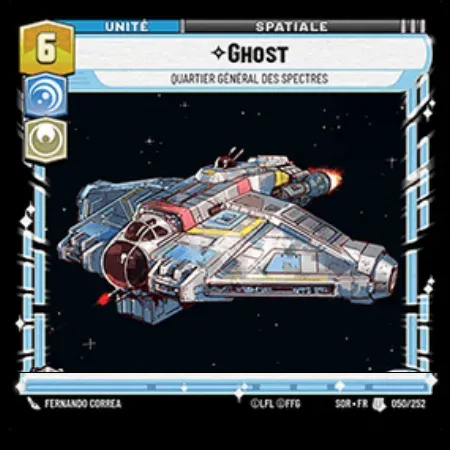 UNITÉ
SPATIALE
6
GHOST
QUARTIER GÉNÉRAL DES SPECTRES
FERNANDO CORREA
©LFL ©FFG
SOR • FR
050/252